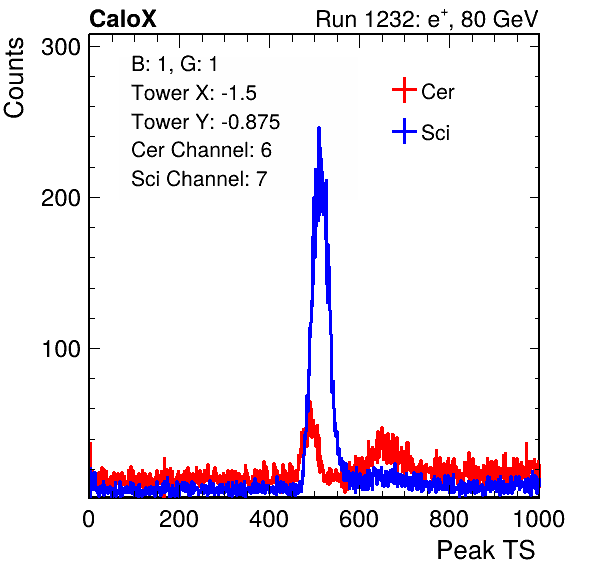 CaloX Run 1232: e⁺, 80 GeV
Counts
B: 1, G: 1
Tower X: -1.5
Tower Y: -0.875
Cer Channel: 6
Sci Channel: 7
Cer
Sci
300
200
100
0 200 400 600 800 1000
Peak TS